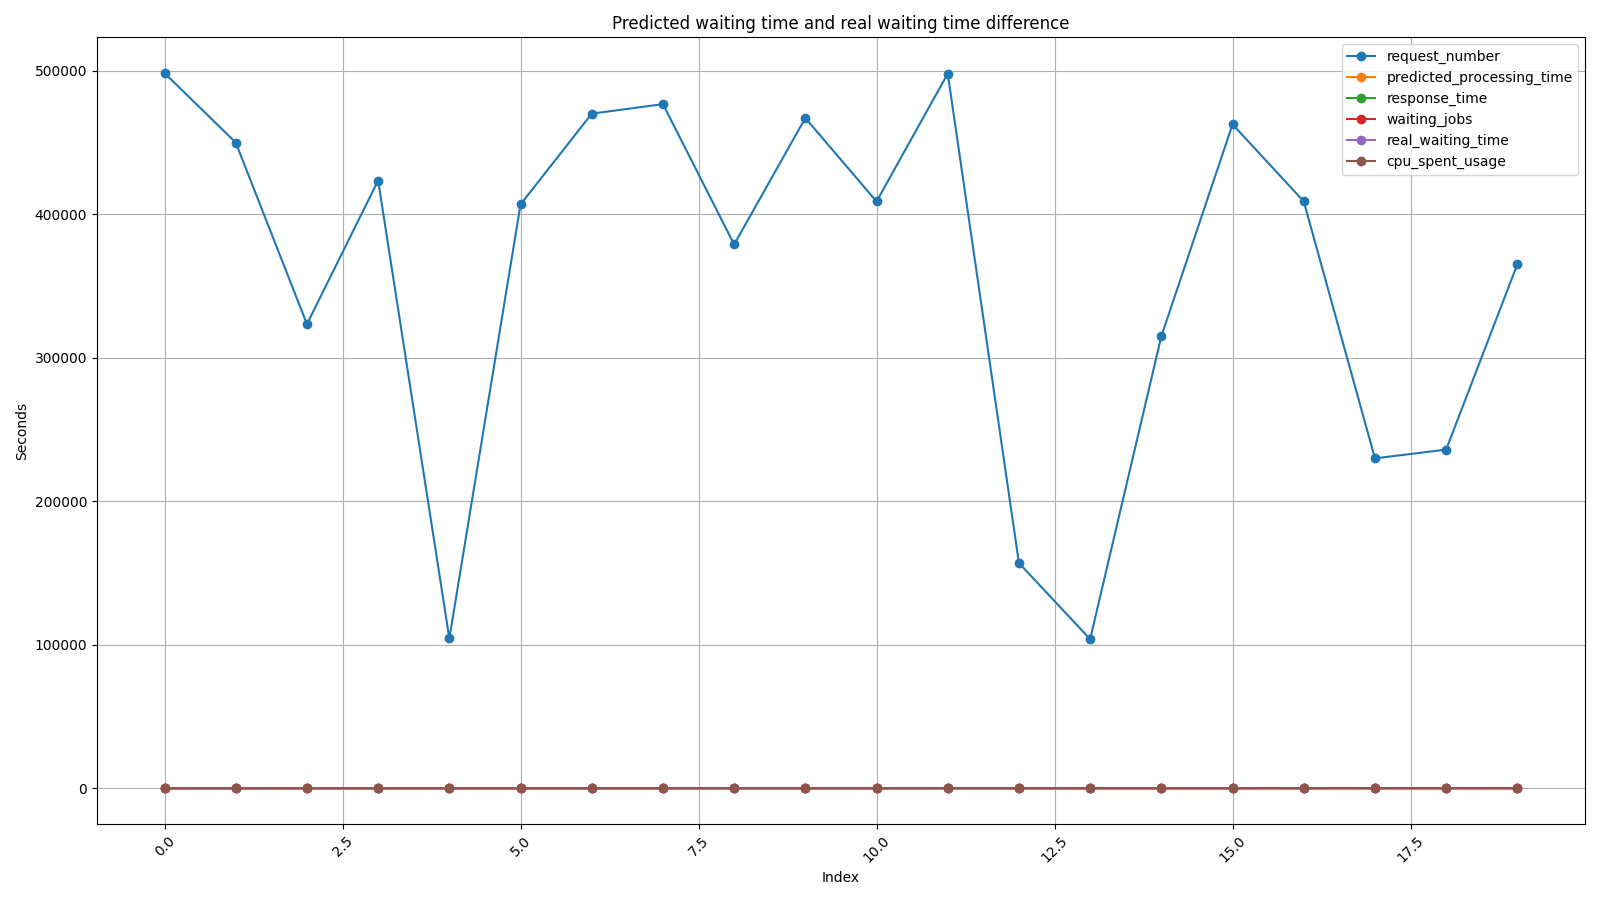 Predicted waiting time and real waiting time difference
request_number
predicted_processing_time
response_time
waiting_jobs
real_waiting_time
cpu_spent_usage
500000
400000
300000
200000
100000
0
Seconds
0.0 2.5 5.0 7.5 10.0 12.5 15.0 17.5
Index